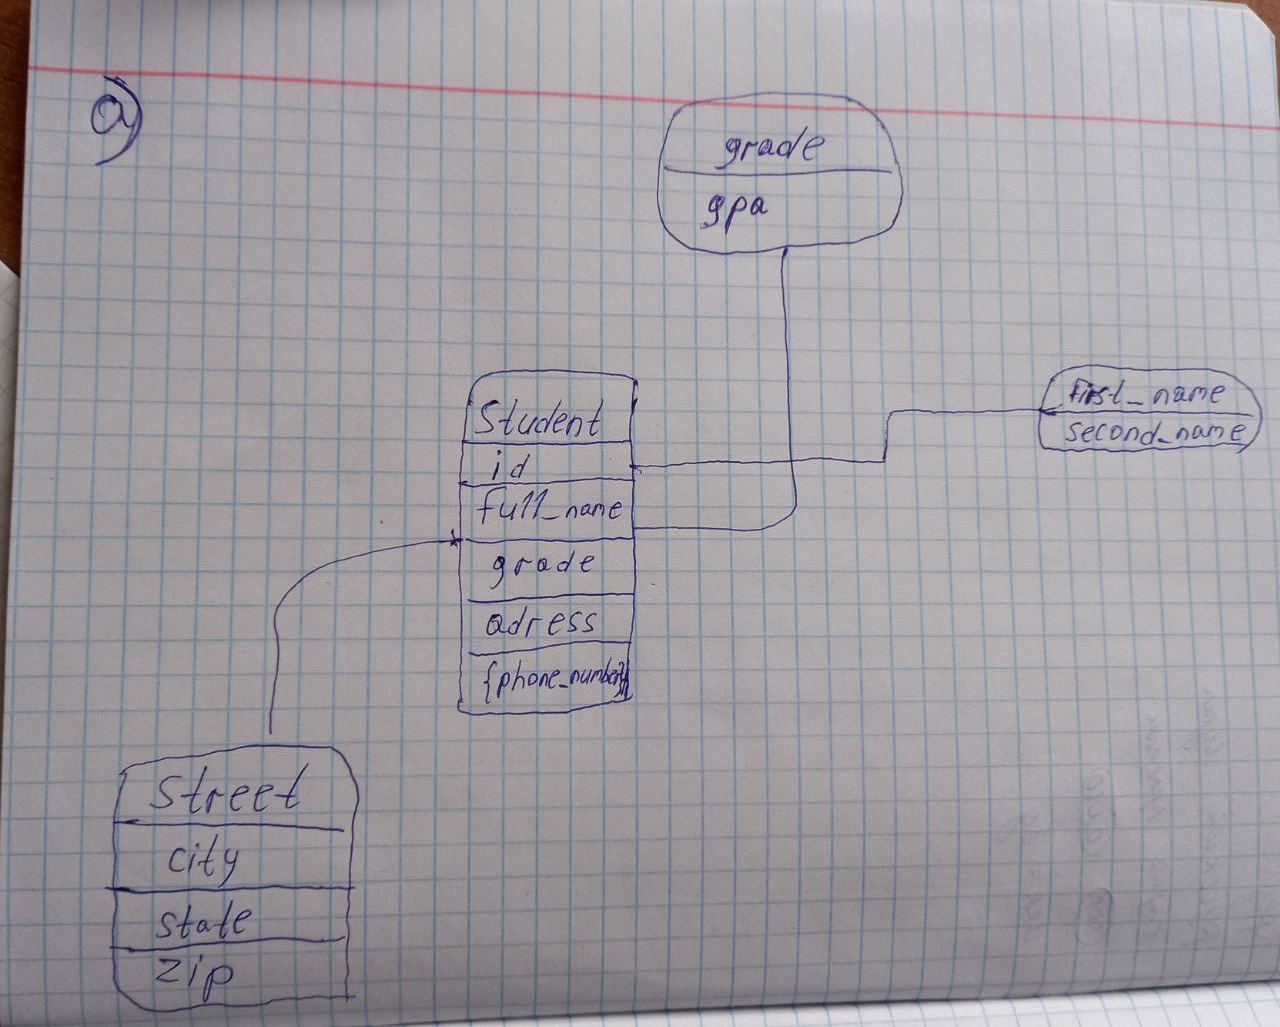 a)
grade
gpa
first_name
second_name
Student
id
full_name
grade
adress
{phone_number}
street
city
state
zip